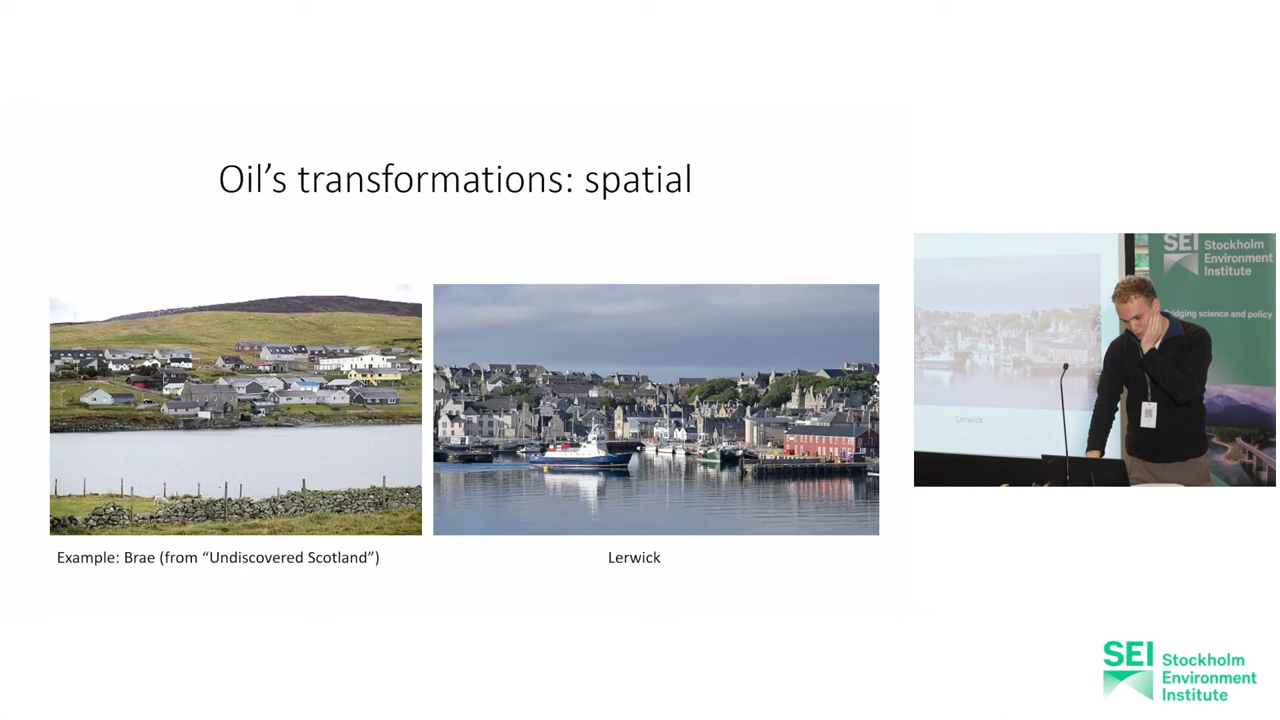 Oil’s transformations: spatial
Example: Brae (from “Undiscovered Scotland”)
Lerwick
Lerwick
SEI Stockholm
Environment
Institute
Bridging science and policy
SEI Stockholm
Environment
Institute